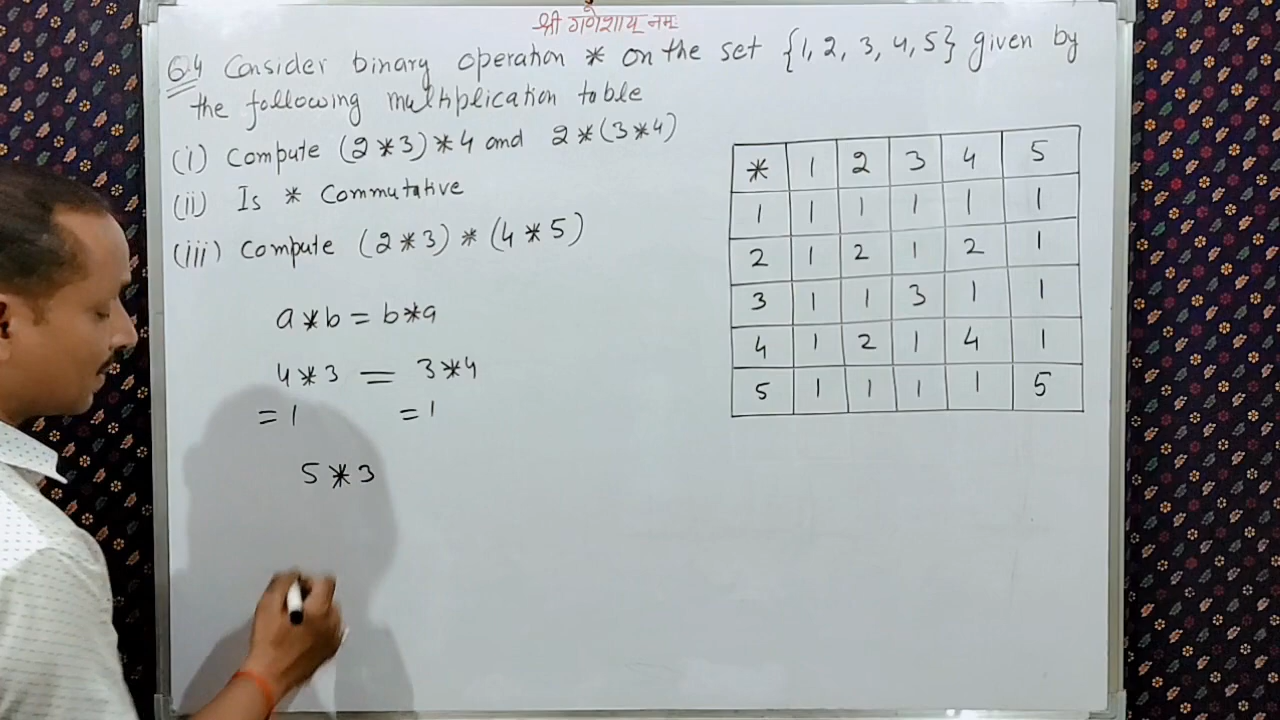 श्री गणेशाय नमः
Q.4 Consider binary operation * on the set {1, 2, 3, 4, 5} given by
the following multiplication table
(i) Compute (2*3)*4 and 2*(3*4)
(ii) Is * Commutative
(iii) Compute (2*3)*(4*5)
a*b = b*a
4*3 = 3*4
=1 =1
5*3
* 1 2 3 4 5
1 1 1 1 1 1
2 1 2 1 2 1
3 1 1 3 1 1
4 1 2 1 4 1
5 1 1 1 1 5